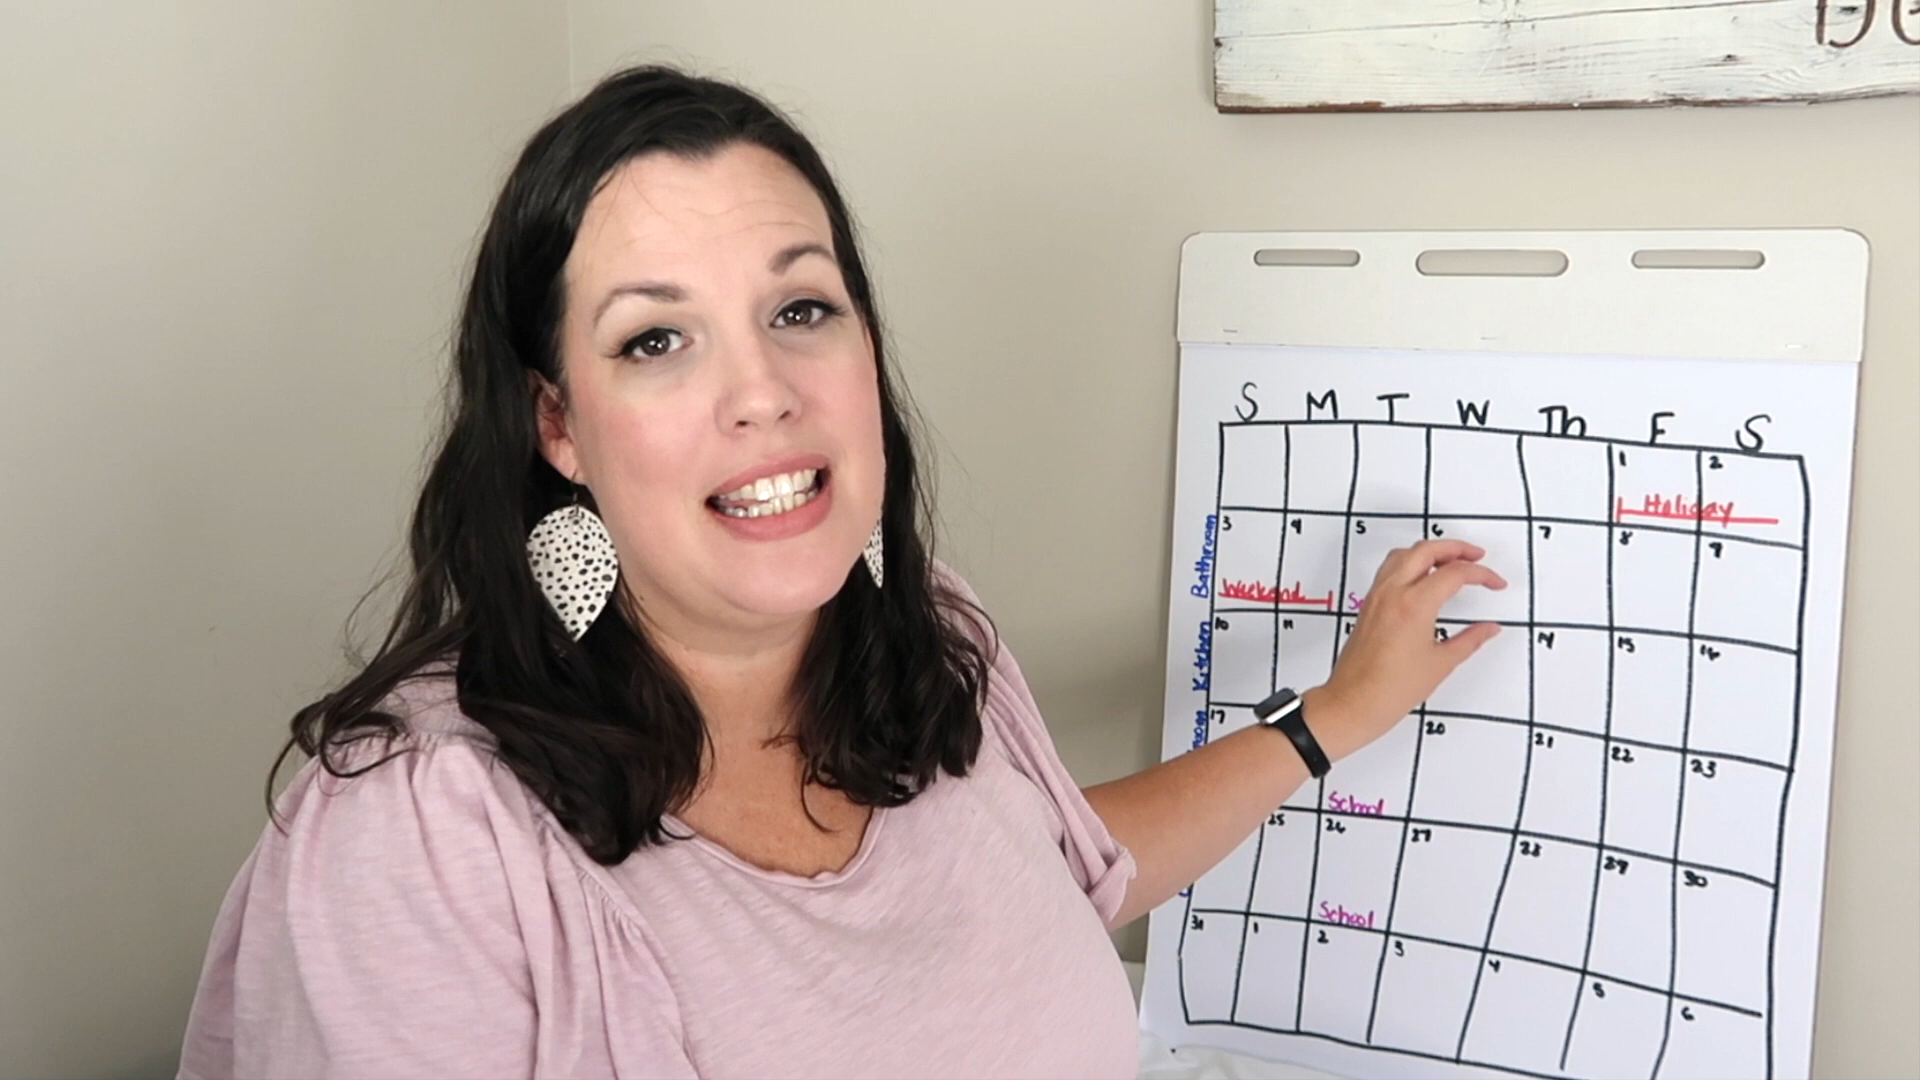 S M T W Th F S
1 2
Holiday
3 4 5 6 7 8 9
Bathroom
Weekend
10 11 13 14 15 16
Kitchen
17 20 21 22 23
School
25 26 27 28 29 30
School
31 1 2 3 4 5 6